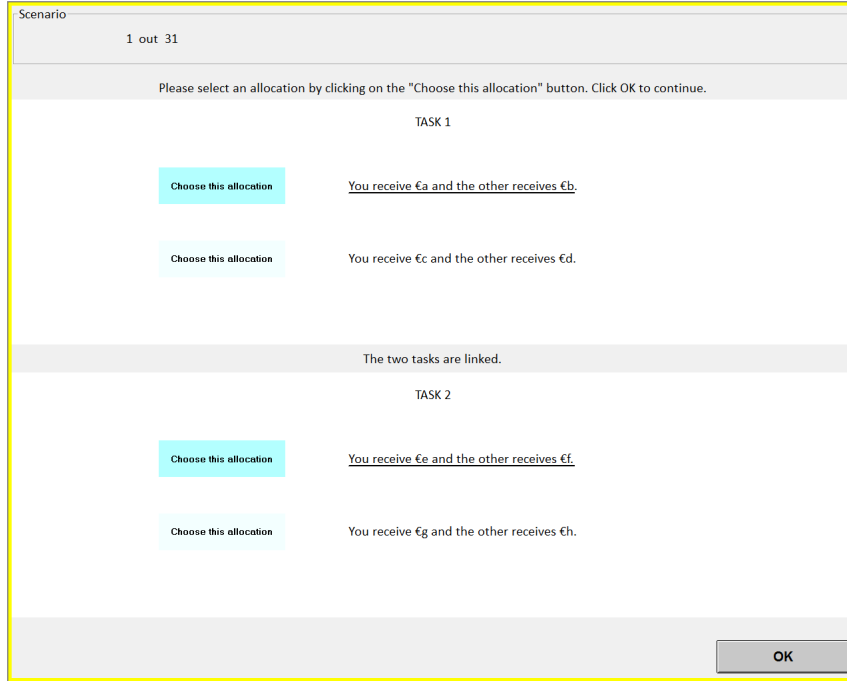 Scenario
1 out 31
Please select an allocation by clicking on the "Choose this allocation" button. Click OK to continue.
TASK 1
Choose this allocation You receive €a and the other receives €b.
Choose this allocation You receive €c and the other receives €d.
The two tasks are linked.
TASK 2
Choose this allocation You receive €e and the other receives €f.
Choose this allocation You receive €g and the other receives €h.
OK